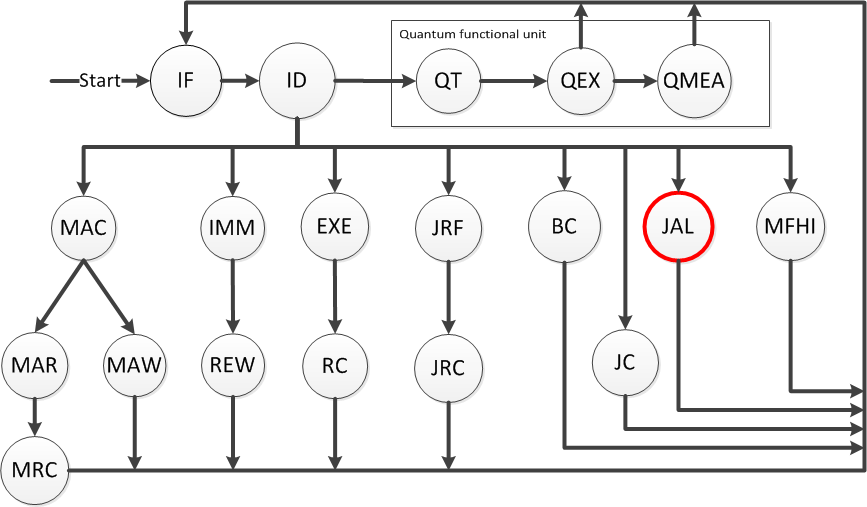 Quantum functional unit
Start
IF
ID
QT
QEX
QMEA
MAC
IMM
EXE
JRF
BC
JAL
MFHI
MAR
MAW
REW
RC
JRC
JC
MRC